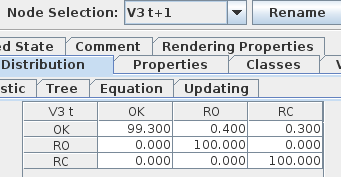 Node Selection: V3 t+1 Rename
ed State Comment Rendering Properties
Distribution Properties Classes V
stic Tree Equation Updating
V3 t OK RO RC
OK 99.300 0.400 0.300
RO 0.000 100.000 0.000
RC 0.000 0.000 100.000